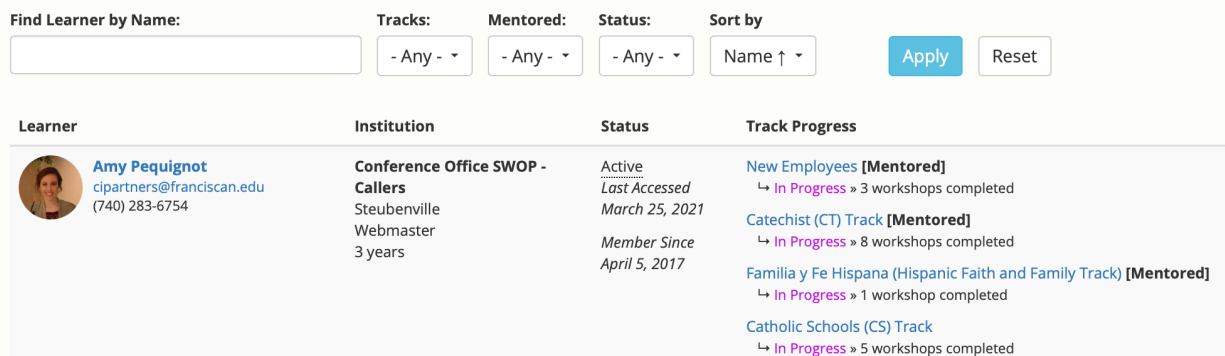 Find Learner by Name: Tracks: Mentored: Status: Sort by
- Any - - Any - - Any - Name ↑ Apply Reset
Learner Institution Status Track Progress
Amy Pequignot
cipartners@franciscan.edu
(740) 283-6754
Conference Office SWOP -
Callers
Steubenville
Webmaster
3 years
Active
Last Accessed
March 25, 2021
Member Since
April 5, 2017
New Employees [Mentored]
↳ In Progress » 3 workshops completed
Catechist (CT) Track [Mentored]
↳ In Progress » 8 workshops completed
Familia y Fe Hispana (Hispanic Faith and Family Track) [Mentored]
↳ In Progress » 1 workshop completed
Catholic Schools (CS) Track
↳ In Progress » 5 workshops completed